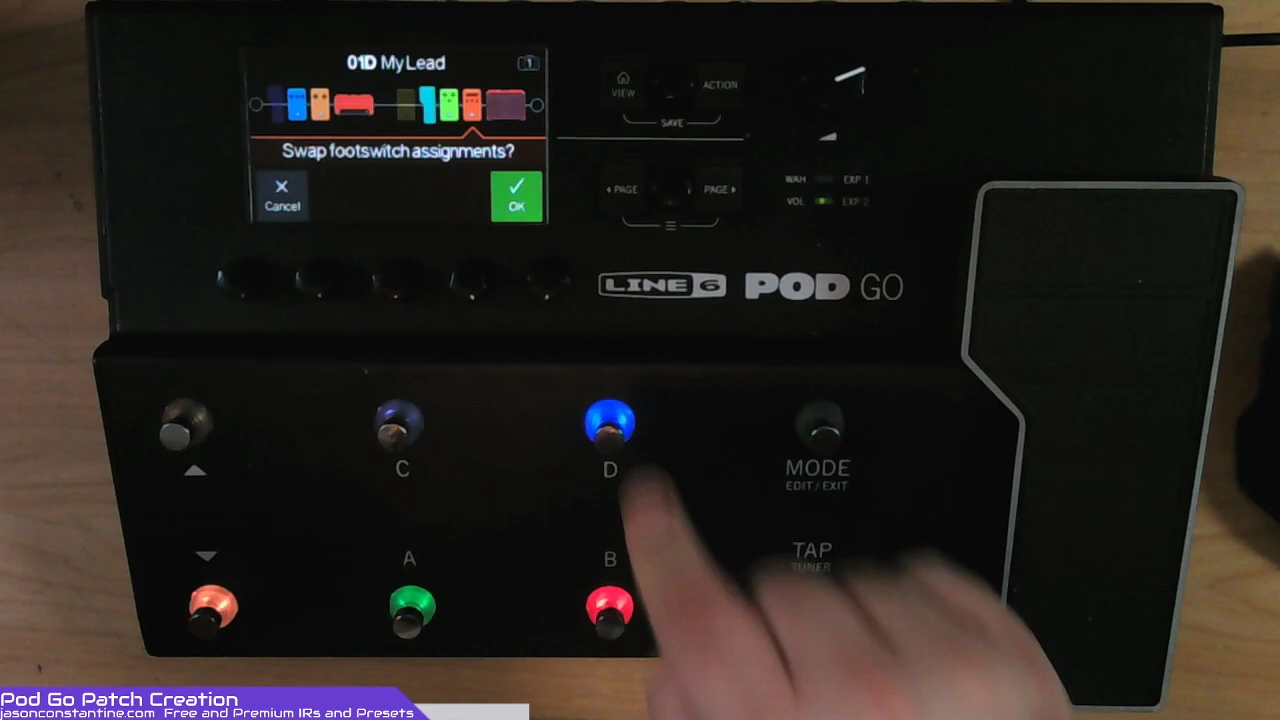 01D My Lead
1
Swap footswitch assignments?
✕ ✓
Cancel OK
VIEW ACTION
SAVE
PAGE PAGE
WAH EXP 1
VOL EXP 2
LINE 6 POD GO
C D MODE
EDIT / EXIT
A B TAP
TUNER
Pod Go Patch Creation
jasonconstantine.com Free and Premium IRs and Presets